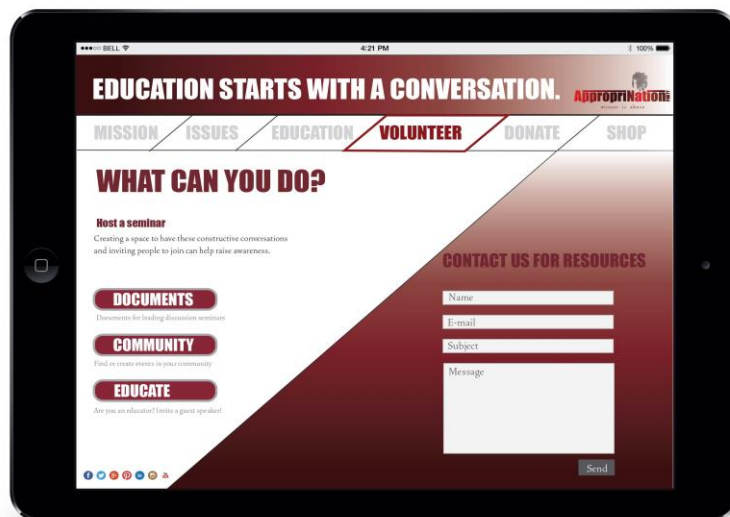 BELL
4:21 PM
100%
EDUCATION STARTS WITH A CONVERSATION.
AppropriNation
MISSION
ISSUES
EDUCATION
VOLUNTEER
DONATE
SHOP
WHAT CAN YOU DO?
Host a seminar
Creating a space to have these constructive conversations
and inviting people to join can help raise awareness.
DOCUMENTS
Documents for leading discussion seminars
COMMUNITY
Find or create events in your community
EDUCATE
Are you an educator? Invite a guest speaker!
CONTACT US FOR RESOURCES
Name
E-mail
Subject
Message
Send